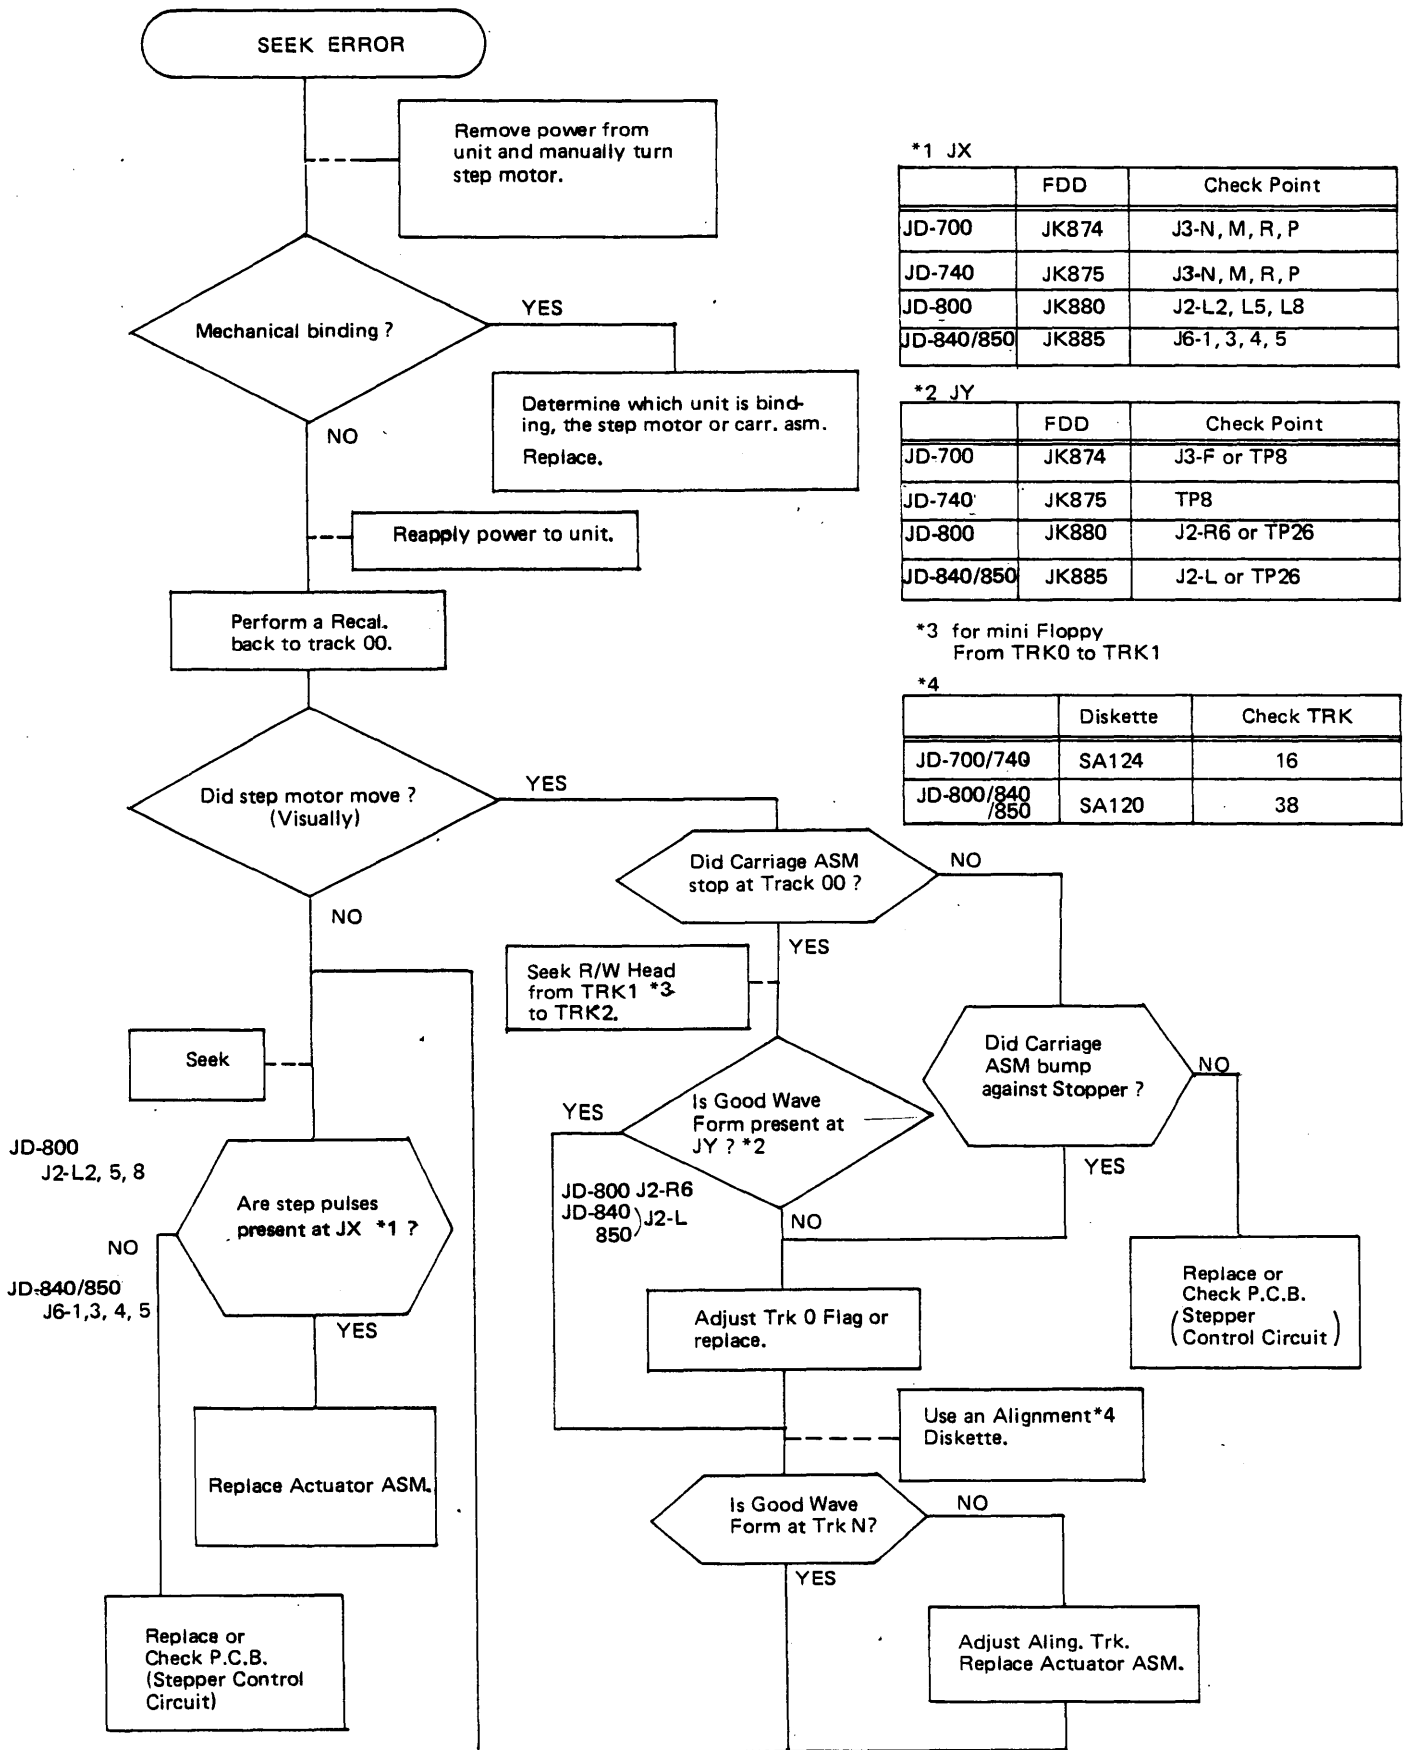 SEEK ERROR
Remove power from
unit and manually turn
step motor.
Mechanical binding ?
YES
NO
Determine which unit is bind-
ing, the step motor or carr. asm.
Replace.
Reapply power to unit.
Perform a Recal.
back to track 00.
Did step motor move ?
(Visually)
YES
NO
*1 JX
FDD Check Point
JD-700 JK874 J3-N, M, R, P
JD-740 JK875 J3-N, M, R, P
JD-800 JK880 J2-L2, L5, L8
JD-840/850 JK885 J6-1, 3, 4, 5
*2 JY
FDD Check Point
JD-700 JK874 J3-F or TP8
JD-740 JK875 TP8
JD-800 JK880 J2-R6 or TP26
JD-840/850 JK885 J2-L or TP26
*3 for mini Floppy
From TRK0 to TRK1
*4
Diskette Check TRK
JD-700/740 SA124 16
JD-800/840
/850 SA120 38
Did Carriage ASM
stop at Track 00 ?
NO
YES
Seek R/W Head
from TRK1 *3
to TRK2.
Did Carriage
ASM bump
against Stopper ?
NO
YES
Is Good Wave
Form present at
JY ? *2
YES
NO
JD-800 J2-R6
JD-840
850 ) J2-L
Replace or
Check P.C.B.
(Stepper
Control Circuit)
Adjust Trk 0 Flag or
replace.
Use an Alignment*4
Diskette.
Is Good Wave
Form at Trk N?
NO
YES
Adjust Aling. Trk.
Replace Actuator ASM.
Seek
JD-800
J2-L2, 5, 8
Are step pulses
present at JX *1 ?
NO
JD-840/850
J6-1,3, 4, 5
YES
Replace Actuator ASM.
Replace or
Check P.C.B.
(Stepper Control
Circuit)